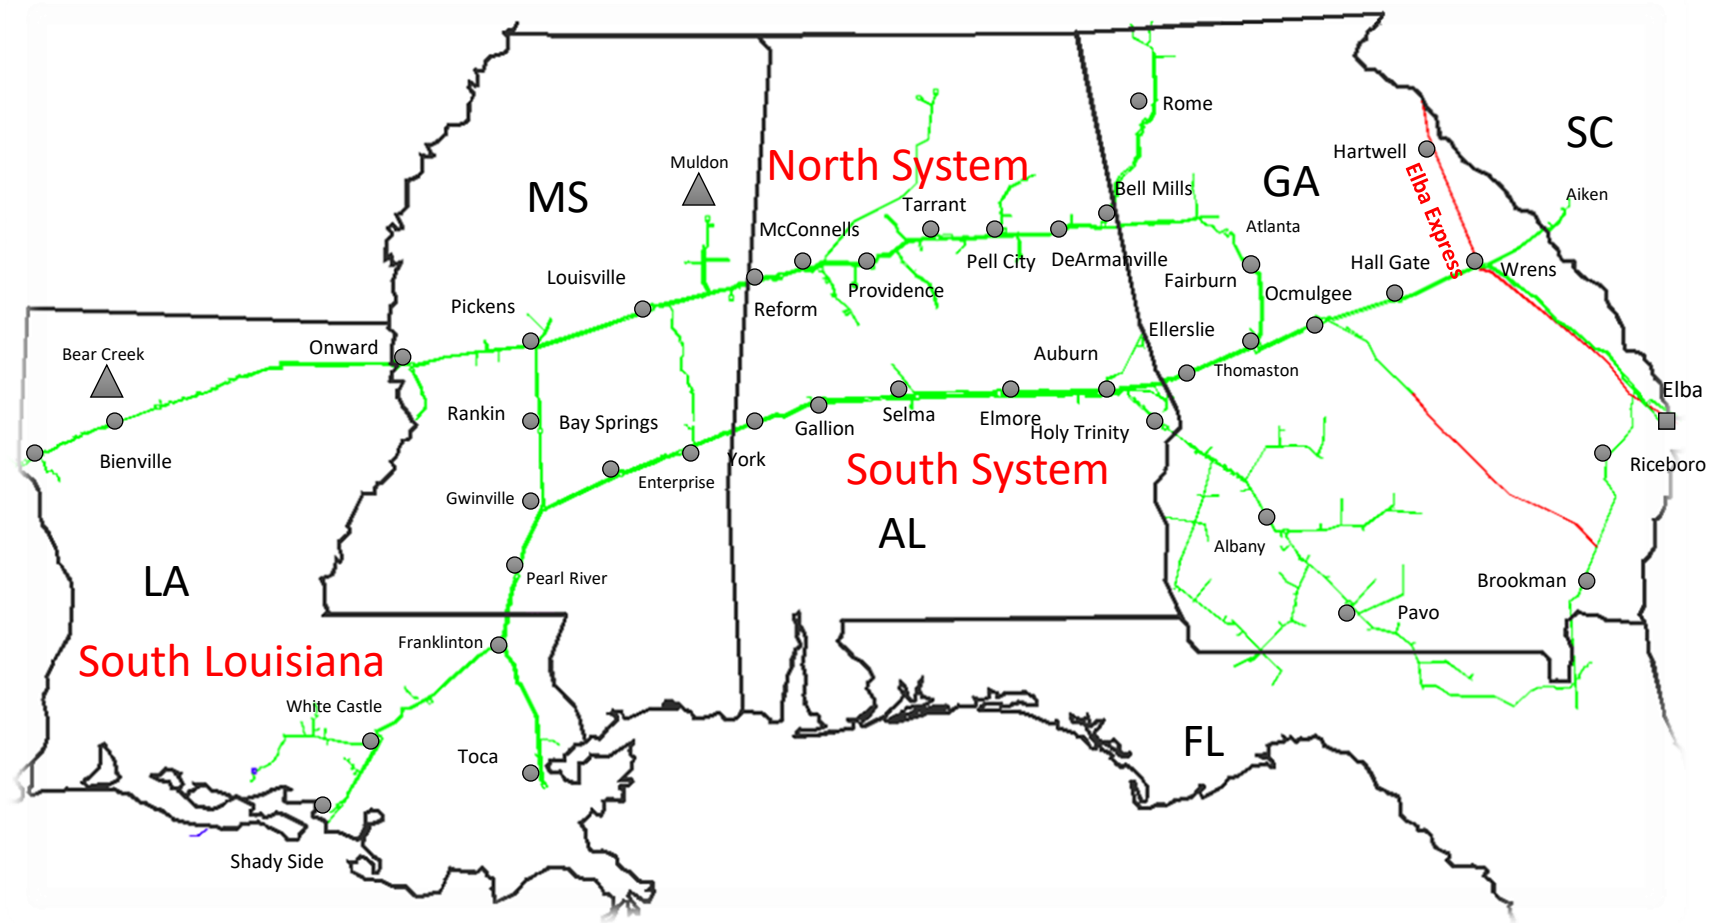 Rome
SC
Hartwell
Muldon
North System
GA
Elba Express
MS
Bell Mills
Aiken
Tarrant
McConnells
Atlanta
Pell City
DeArmanville
Hall Gate
Wrens
Louisville
Fairburn
Providence
Ocmulgee
Pickens
Reform
Ellerslie
Onward
Bear Creek
Auburn
Thomaston
Elba
Rankin
Bay Springs
Selma
Elmore
Gallion
Holy Trinity
Bienville
York
South System
Riceboro
Enterprise
Gwinville
AL
Albany
LA
Pearl River
Brookman
Pavo
Franklinton
South Louisiana
White Castle
FL
Toca
Shady Side